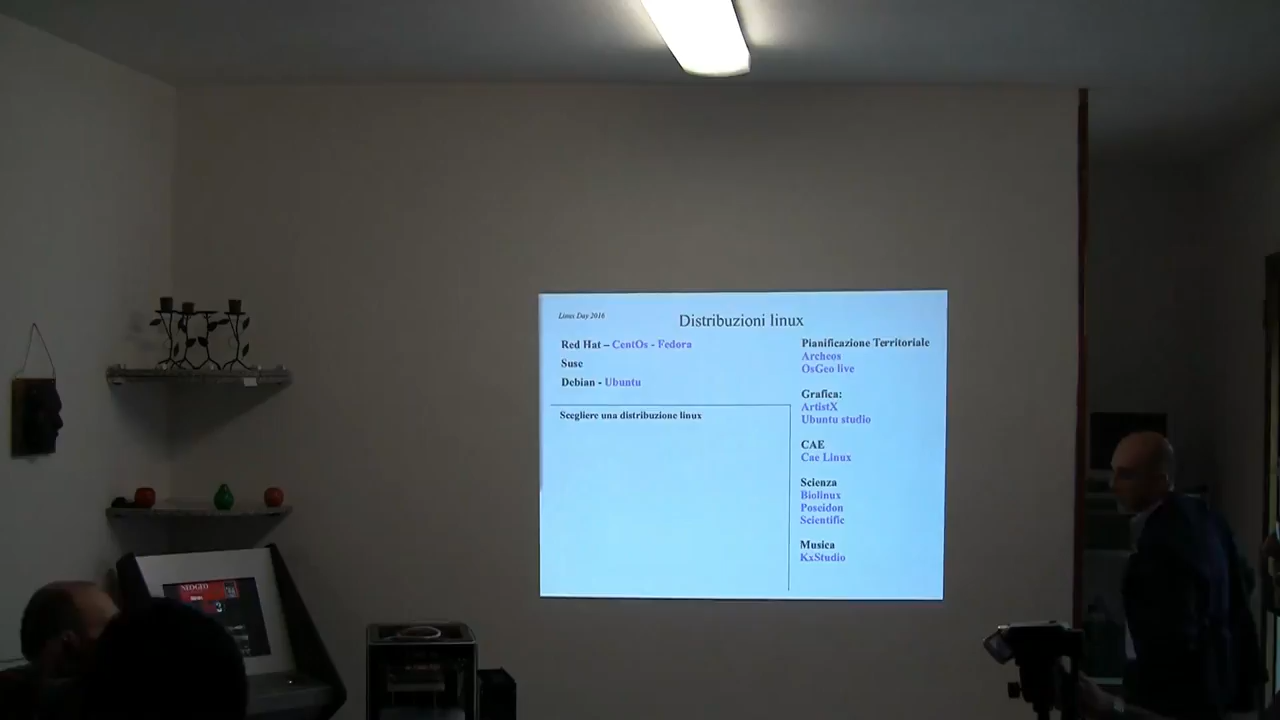 Linux Day 2016
Distribuzioni linux
Red Hat – CentOs - Fedora
Suse
Debian - Ubuntu
Scegliere una distribuzione linux
Pianificazione Territoriale
Archeos
OsGeo live
Grafica:
ArtistX
Ubuntu studio
CAE
Cae Linux
Scienza
Biolinux
Poseidon
Scientific
Musica
KxStudio
NEOGEO
3